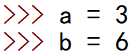 >>> a = 3
>>> b = 6